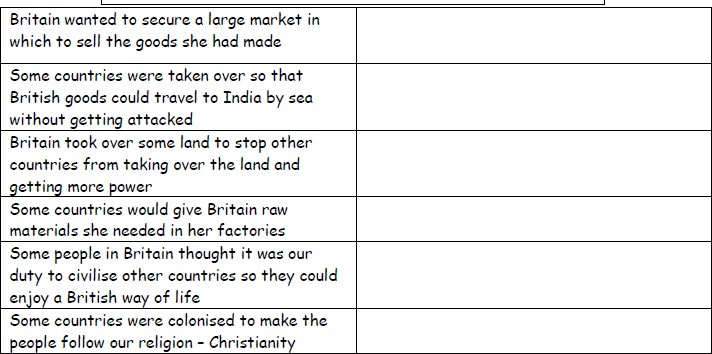 Britain wanted to secure a large market in
which to sell the goods she had made
Some countries were taken over so that
British goods could travel to India by sea
without getting attacked
Britain took over some land to stop other
countries from taking over the land and
getting more power
Some countries would give Britain raw
materials she needed in her factories
Some people in Britain thought it was our
duty to civilise other countries so they could
enjoy a British way of life
Some countries were colonised to make the
people follow our religion – Christianity